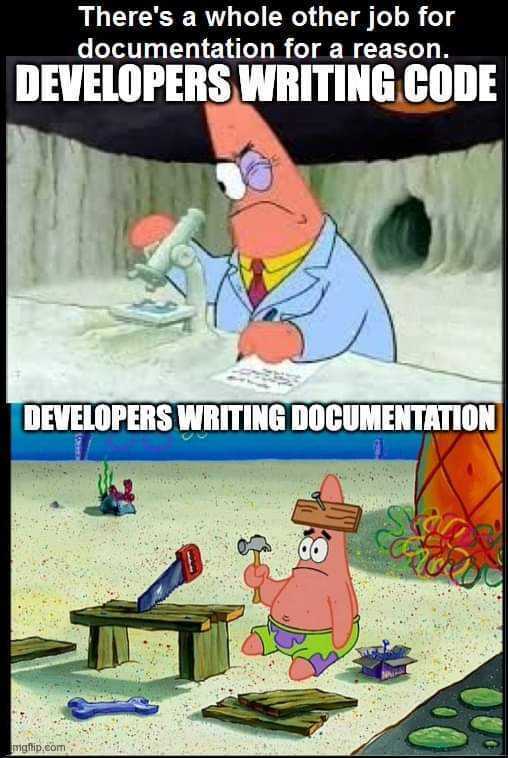 There's a whole other job for
documentation for a reason.
DEVELOPERS WRITING CODE
DEVELOPERS WRITING DOCUMENTATION
imgflip.com